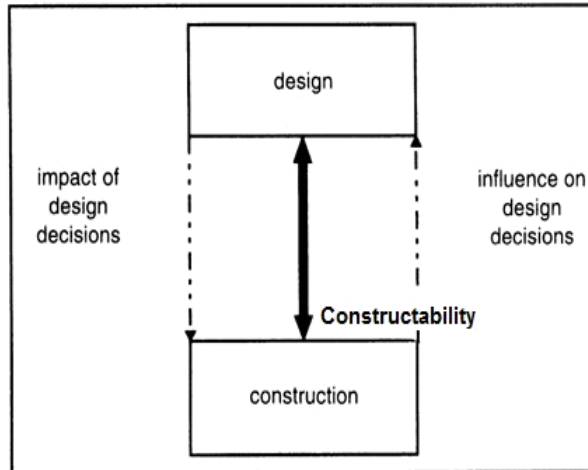 design
impact of
design
decisions
influence on
design
decisions
Constructability
construction